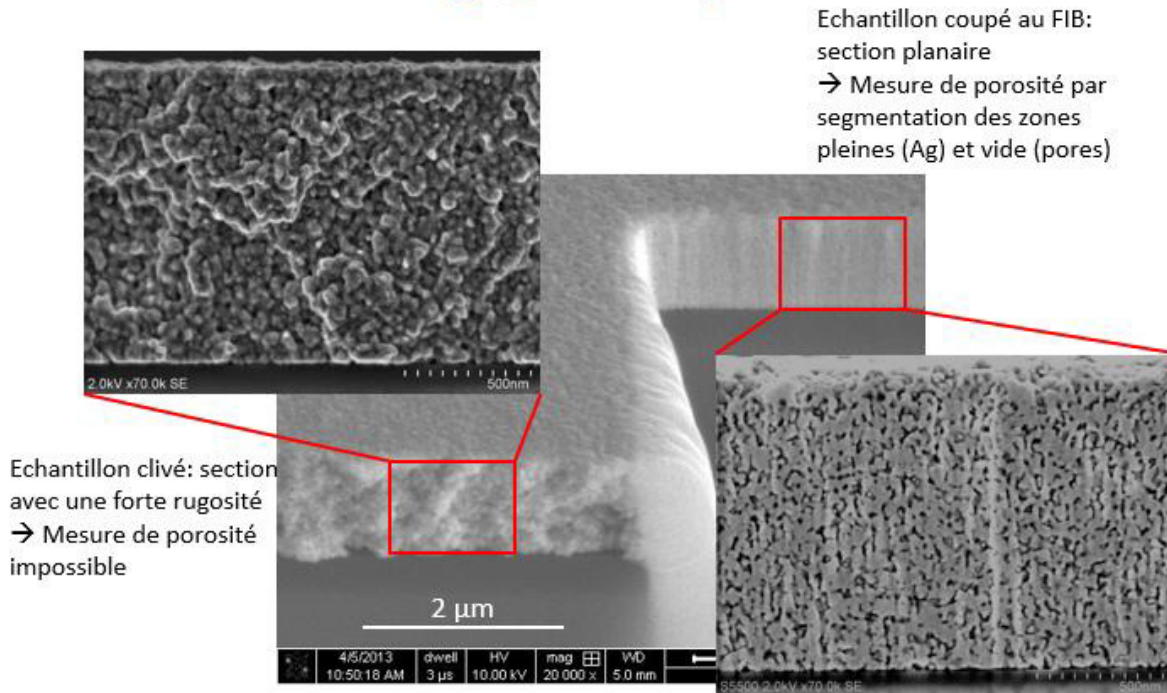 Echantillon coupé au FIB:
section planaire
→ Mesure de porosité par
segmentation des zones
pleines (Ag) et vide (pores)
2.0kV x70.0k SE
500nm
Echantillon clivé: section
avec une forte rugosité
→ Mesure de porosité
impossible
2 µm
4/5/2013
10:50:18 AM
dwell
3 µs
HV
10.00 kV
mag
20 000 x
WD
5.0 mm
S5500 2.0kV x70.0k SE
500nm